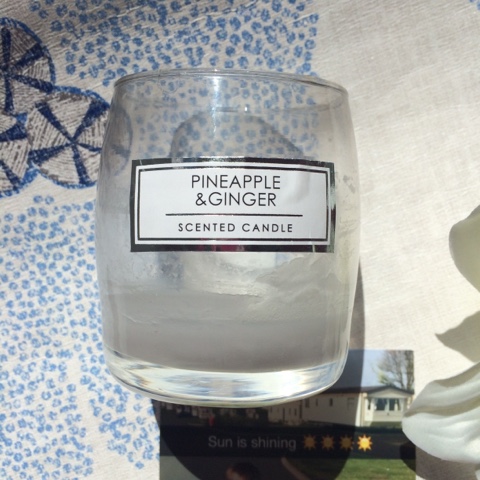 PINEAPPLE
&GINGER
SCENTED CANDLE
Sun is shining ☀☀☀☀